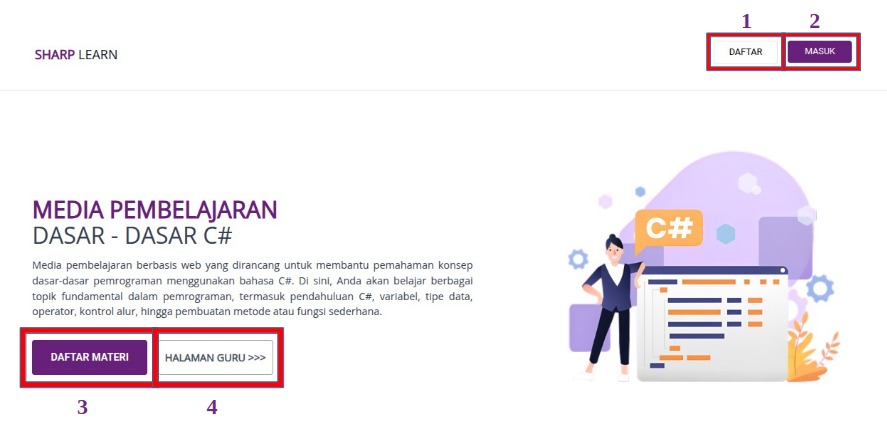 1 2
SHARP LEARN
DAFTAR MASUK
MEDIA PEMBELAJARAN
DASAR - DASAR C#
Media pembelajaran berbasis web yang dirancang untuk membantu pemahaman konsep
dasar-dasar pemrograman menggunakan bahasa C#. Di sini, Anda akan belajar berbagai
topik fundamental dalam pemrograman, termasuk pendahuluan C#, variabel, tipe data,
operator, kontrol alur, hingga pembuatan metode atau fungsi sederhana.
C#
DAFTAR MATERI HALAMAN GURU >>>
3 4